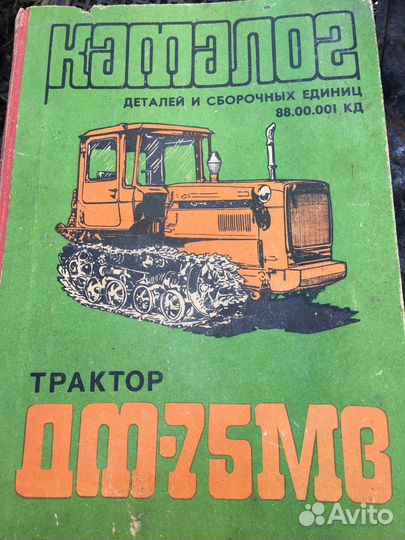 каталог
ДЕТАЛЕЙ И СБОРОЧНЫХ ЕДИНИЦ
88.00.001 КД
ТРАКТОР
ДТ-75МВ
Avito